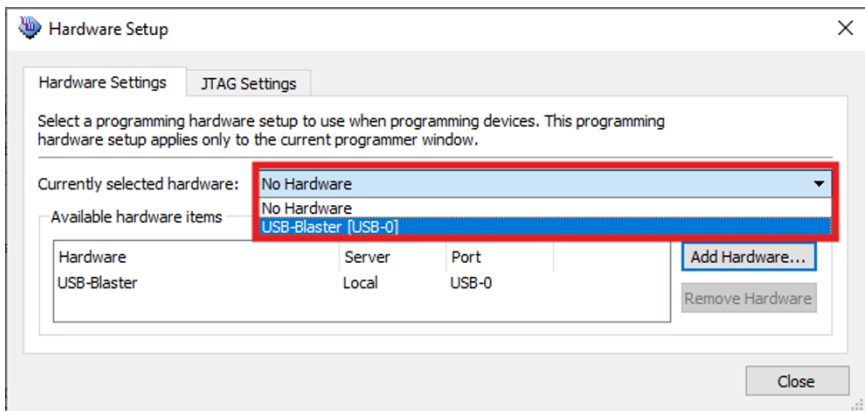 Hardware Setup
Hardware Settings
JTAG Settings
Select a programming hardware setup to use when programming devices. This programming
hardware setup applies only to the current programmer window.
Currently selected hardware:
No Hardware
No Hardware
USB-Blaster [USB-0]
Available hardware items
Hardware Server Port
USB-Blaster Local USB-0
Add Hardware...
Remove Hardware
Close